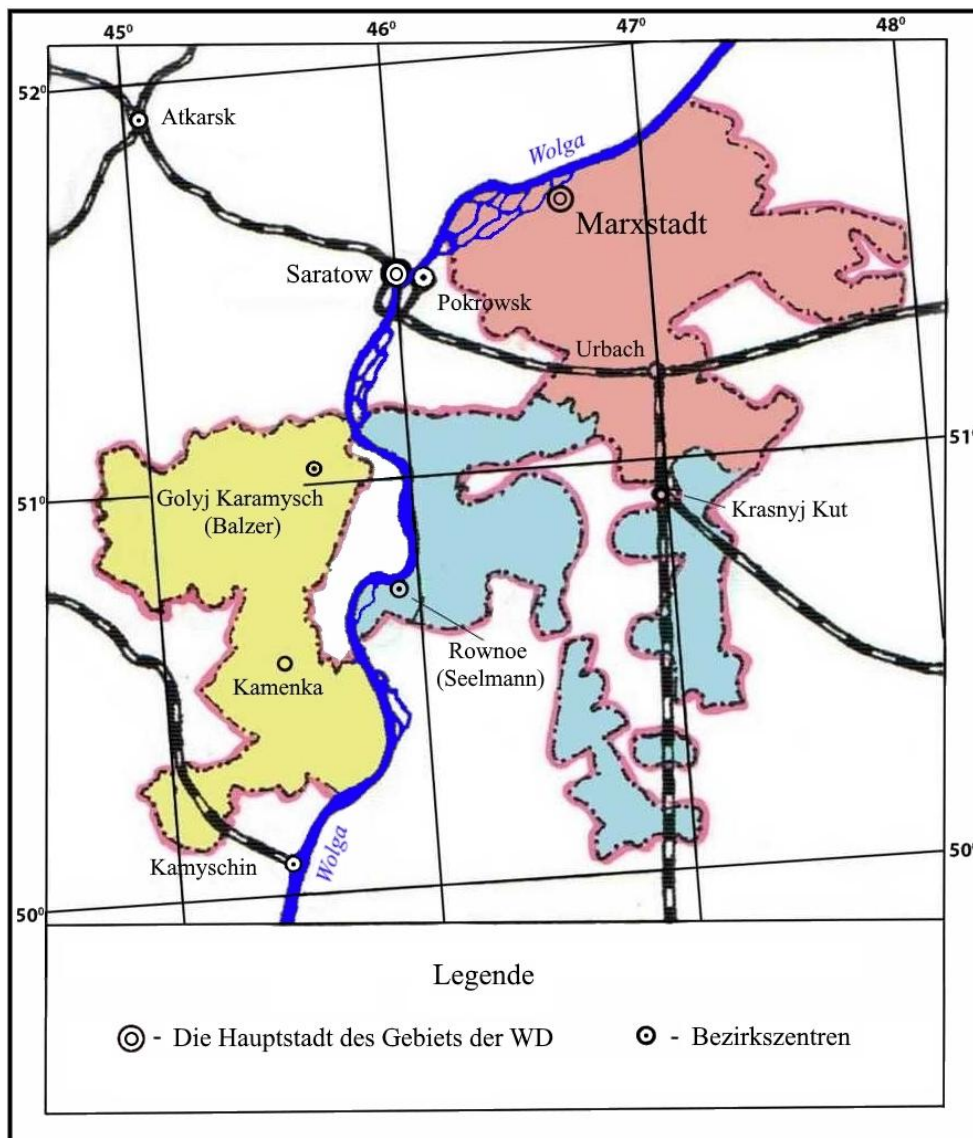 45⁰
46⁰
47⁰
48⁰
52⁰
Atkarsk
Wolga
Marxstadt
Saratow
Pokrowsk
Urbach
51⁰
51⁰
Golyj Karamysch
(Balzer)
Krasnyj Kut
Rownoe
(Seelmann)
Kamenka
Kamyschin
Wolga
50⁰
50⁰
Legende
- Die Hauptstadt des Gebiets der WD
- Bezirkszentren